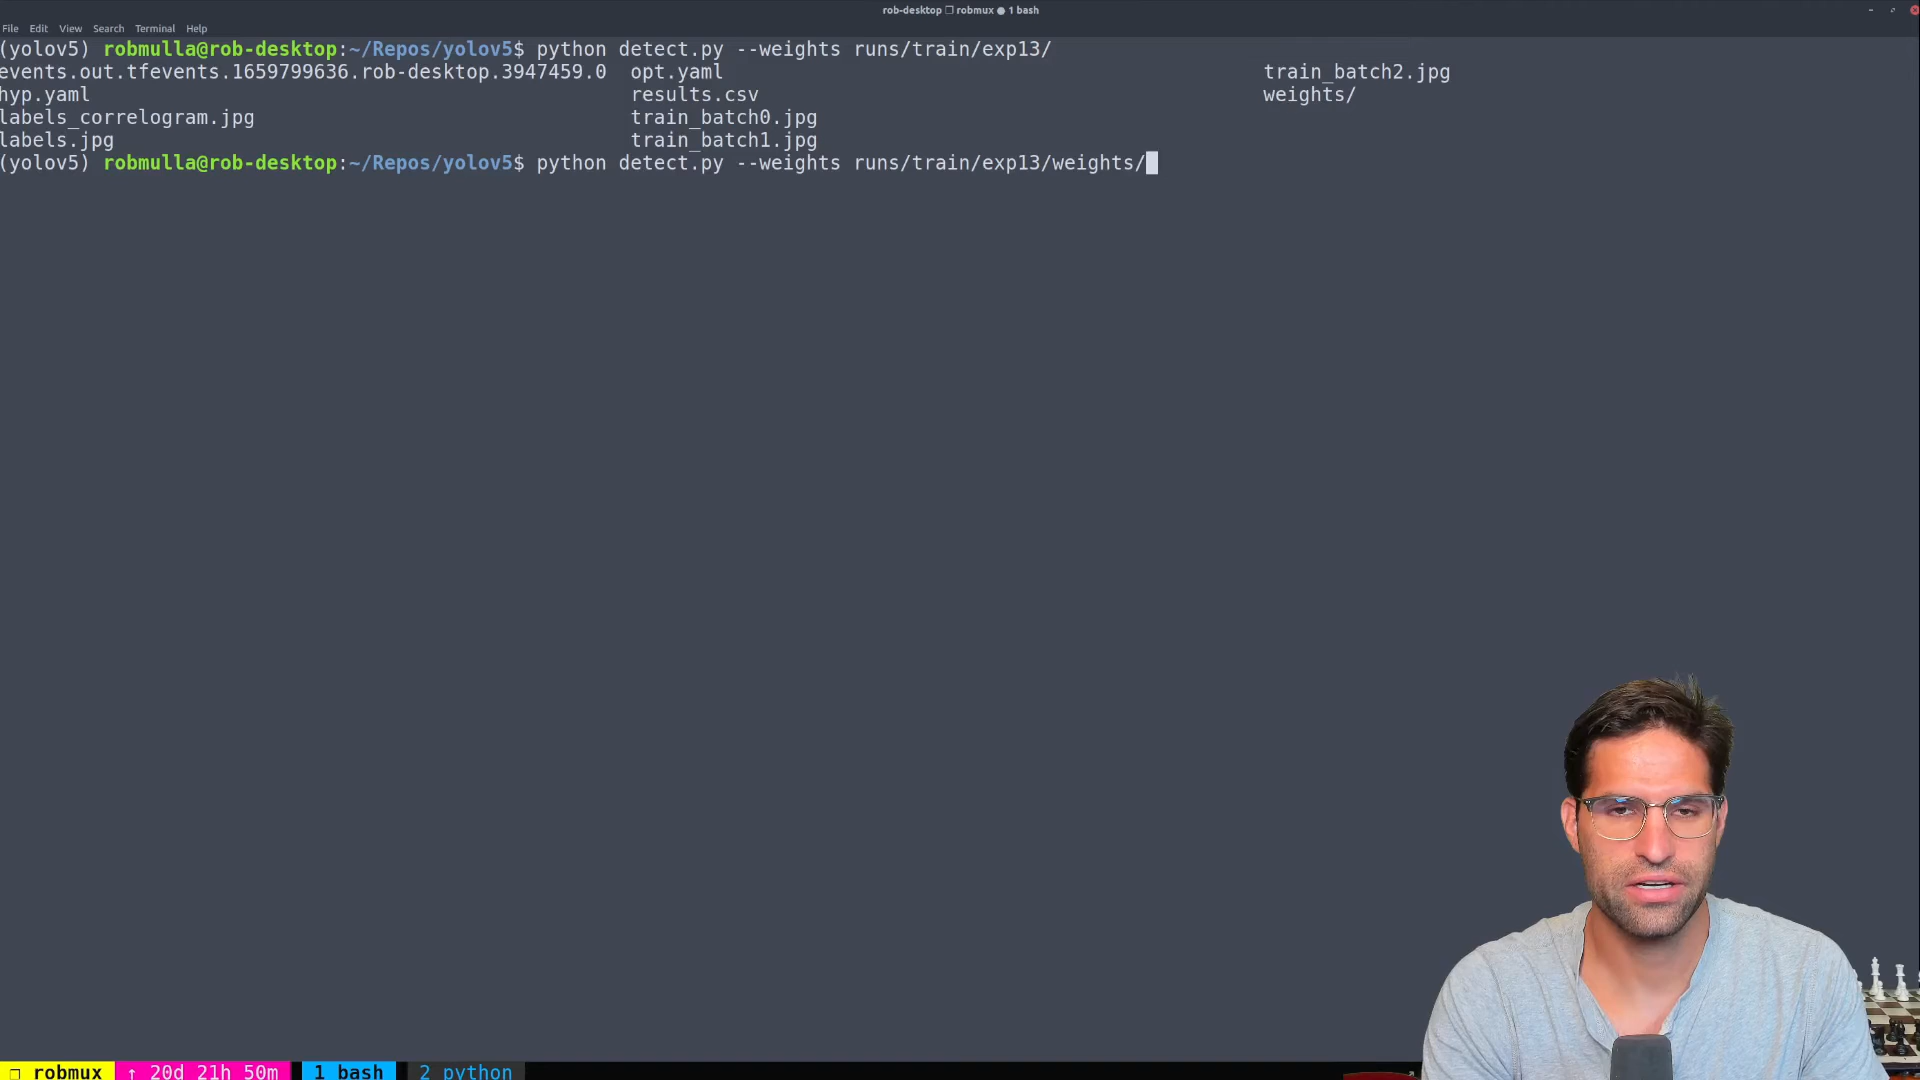 rob-desktop ❐ robmux ● 1 bash
File Edit View Search Terminal Help
(yolov5) robmulla@rob-desktop:~/Repos/yolov5$ python detect.py --weights runs/train/exp13/
events.out.tfevents.1659799636.rob-desktop.3947459.0 opt.yaml train_batch2.jpg
hyp.yaml results.csv weights/
labels_correlogram.jpg train_batch0.jpg
labels.jpg train_batch1.jpg
(yolov5) robmulla@rob-desktop:~/Repos/yolov5$ python detect.py --weights runs/train/exp13/weights/
❐ robmux ↑ 20d 21h 50m 1 bash 2 python